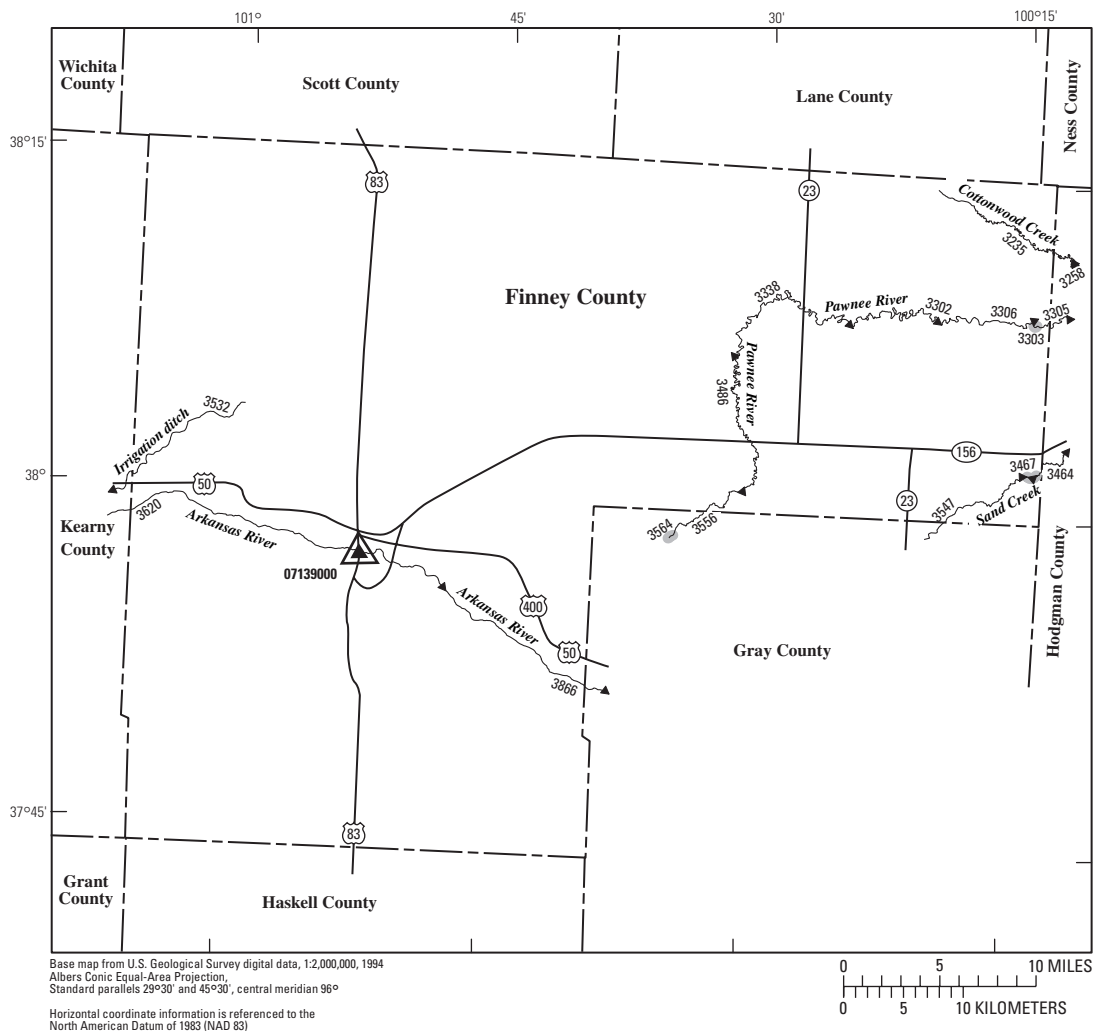 101°
45'
30'
100°15'
Wichita
County
Scott County
Lane County
Ness County
38°15'
83
23
Cottonwood Creek
3235
3258
Finney County
3338
Pawnee River
3302
3306
3305
3303
Pawnee River
3486
3532
Irrigation ditch
156
38°
50
3467
3464
23
3547
Sand Creek
3620
Kearny
County
Arkansas River
3564
3556
07139000
Hodgman County
Arkansas River
400
50
Gray County
3866
37°45'
83
Grant
County
Haskell County
Base map from U.S. Geological Survey digital data, 1:2,000,000, 1994
Albers Conic Equal-Area Projection,
Standard parallels 29°30' and 45°30', central meridian 96°
Horizontal coordinate information is referenced to the
North American Datum of 1983 (NAD 83)
0 5 10 MILES
0 5 10 KILOMETERS